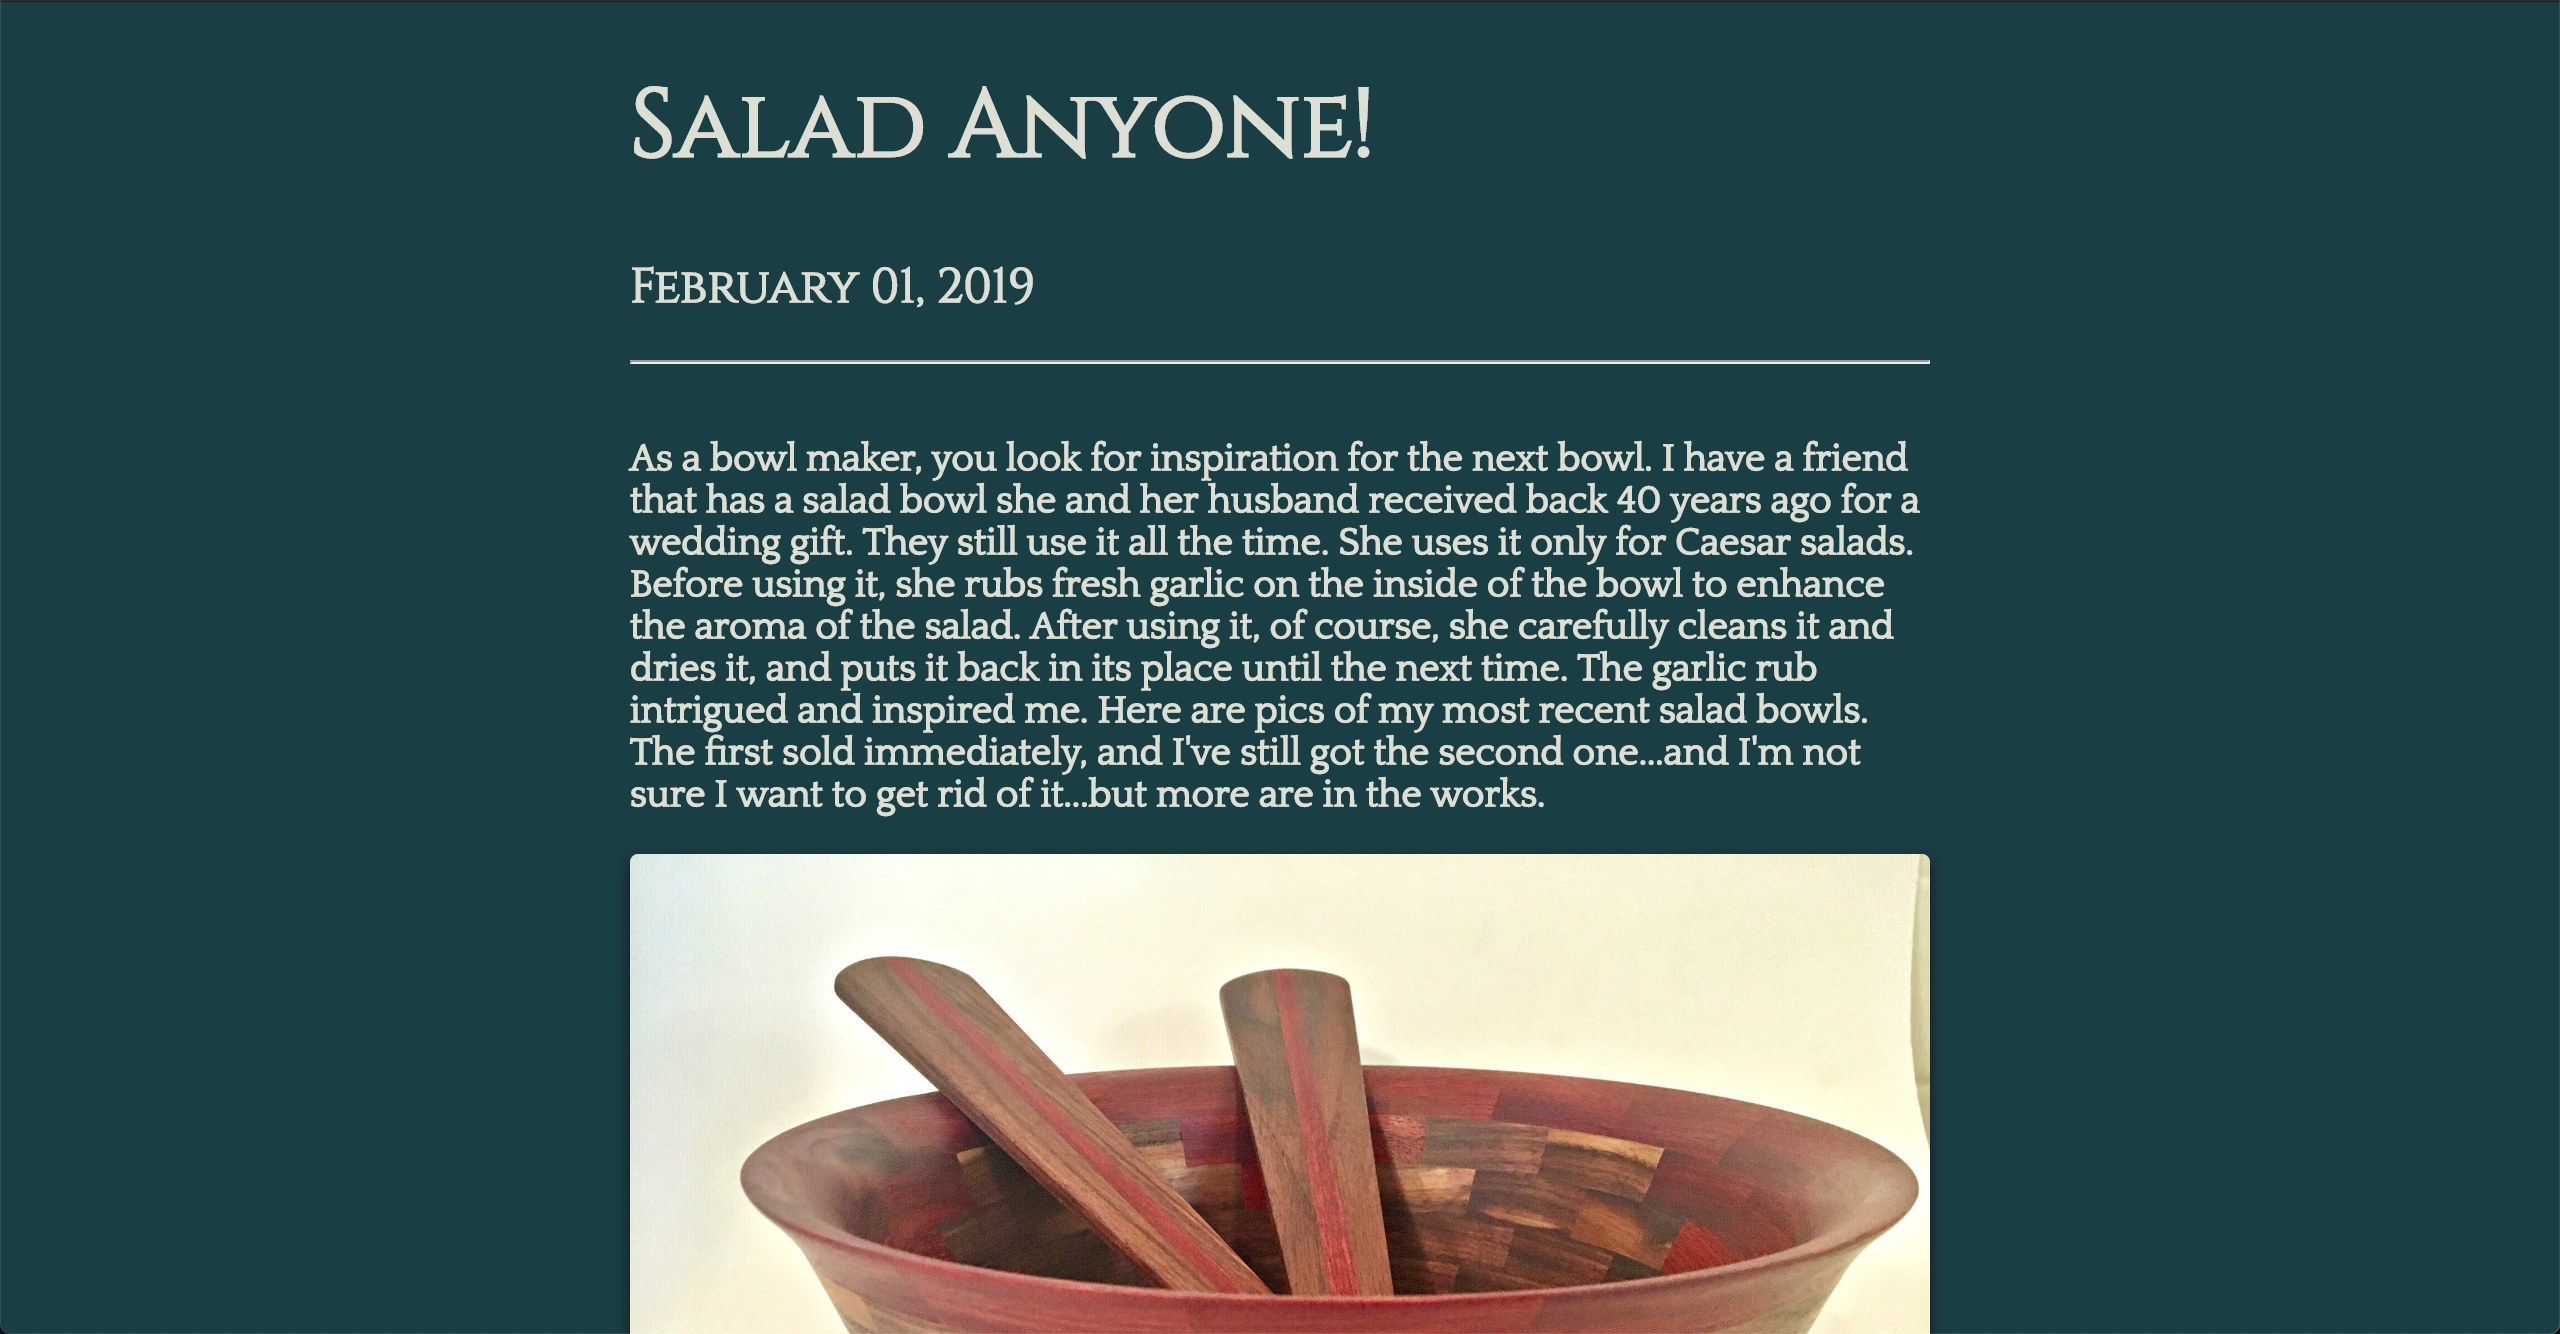 Salad Anyone!
February 01, 2019
As a bowl maker, you look for inspiration for the next bowl. I have a friend
that has a salad bowl she and her husband received back 40 years ago for a
wedding gift. They still use it all the time. She uses it only for Caesar salads.
Before using it, she rubs fresh garlic on the inside of the bowl to enhance
the aroma of the salad. After using it, of course, she carefully cleans it and
dries it, and puts it back in its place until the next time. The garlic rub
intrigued and inspired me. Here are pics of my most recent salad bowls.
The first sold immediately, and I've still got the second one...and I'm not
sure I want to get rid of it...but more are in the works.